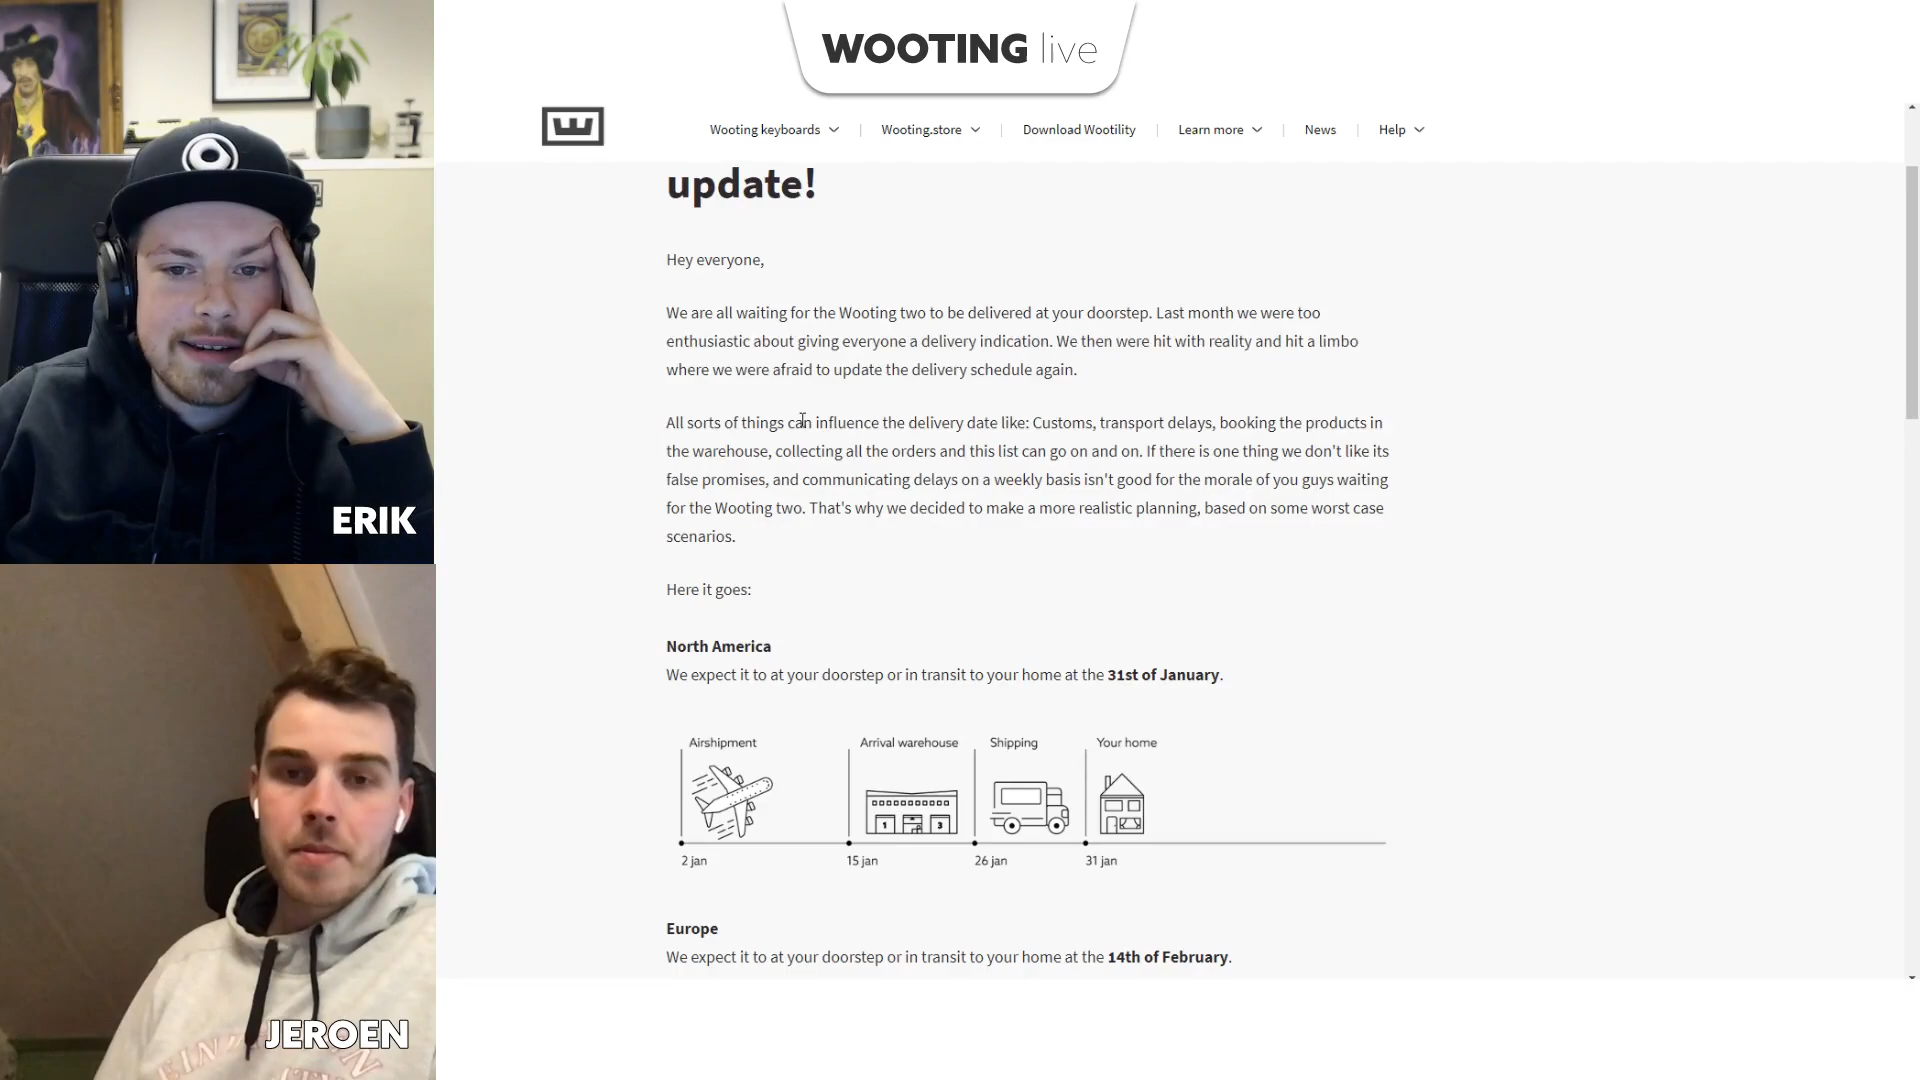 WOOTING live
Wooting keyboards
Wooting.store
Download Wootility
Learn more
News
Help
update!
Hey everyone,
We are all waiting for the Wooting two to be delivered at your doorstep. Last month we were too
enthusiastic about giving everyone a delivery indication. We then were hit with reality and hit a limbo
where we were afraid to update the delivery schedule again.
All sorts of things can influence the delivery date like: Customs, transport delays, booking the products in
the warehouse, collecting all the orders and this list can go on and on. If there is one thing we don't like its
false promises, and communicating delays on a weekly basis isn't good for the morale of you guys waiting
for the Wooting two. That's why we decided to make a more realistic planning, based on some worst case
scenarios.
Here it goes:
North America
We expect it to at your doorstep or in transit to your home at the 31st of January.
Airshipment
Arrival warehouse
Shipping
Your home
1 3
2 jan
15 jan
26 jan
31 jan
Europe
We expect it to at your doorstep or in transit to your home at the 14th of February.
ERIK
JEROEN